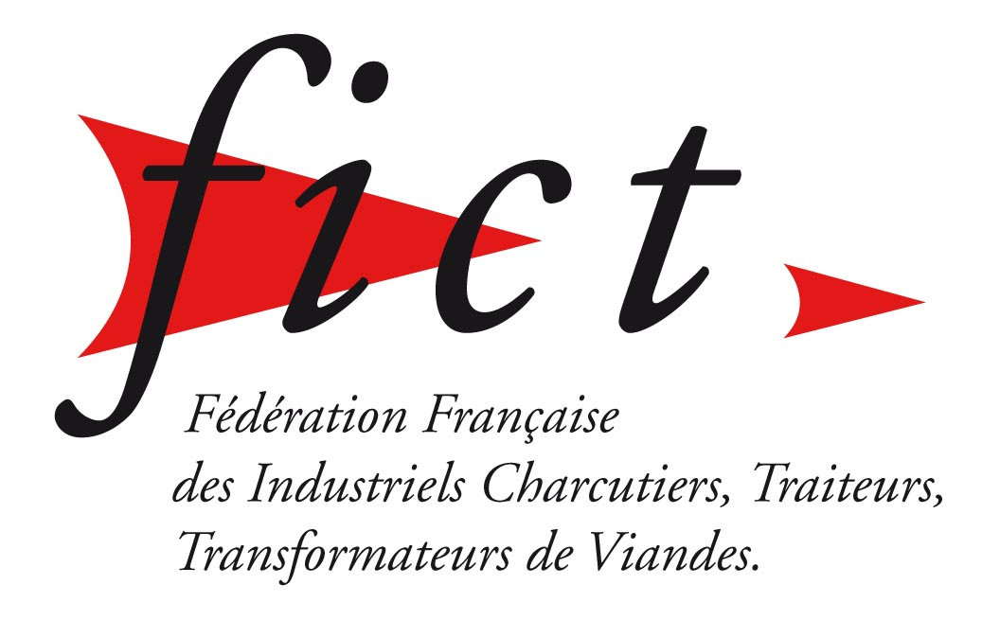 fict
Fédération Française
des Industriels Charcutiers, Traiteurs,
Transformateurs de Viandes.